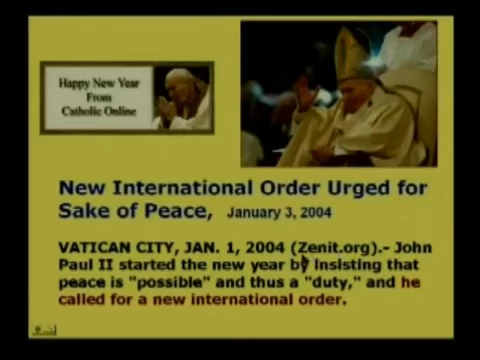 Happy New Year
From
Catholic Online
New International Order Urged for
Sake of Peace, January 3, 2004
VATICAN CITY, JAN. 1, 2004 (Zenit.org).- John
Paul II started the new year by insisting that
peace is "possible" and thus a "duty," and he
called for a new international order.